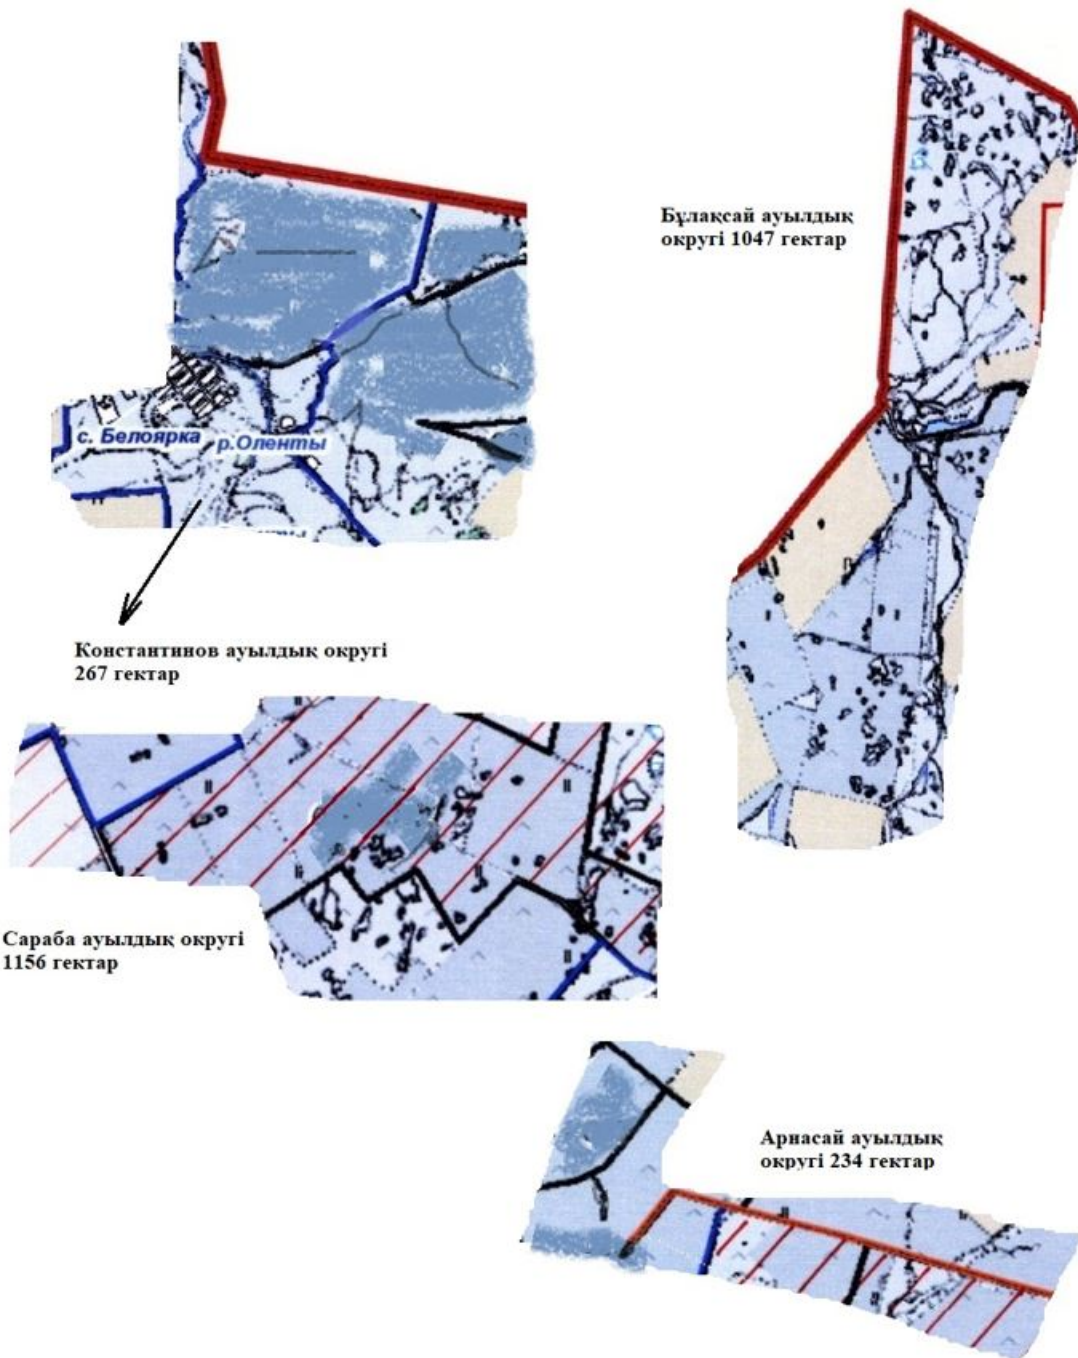 Бұлақсай ауылдық
округі 1047 гектар
с. Белоярка р.Оленты
Константинов ауылдық округі
267 гектар
Сараба ауылдық округі
1156 гектар
Арнасай ауылдық
округі 234 гектар